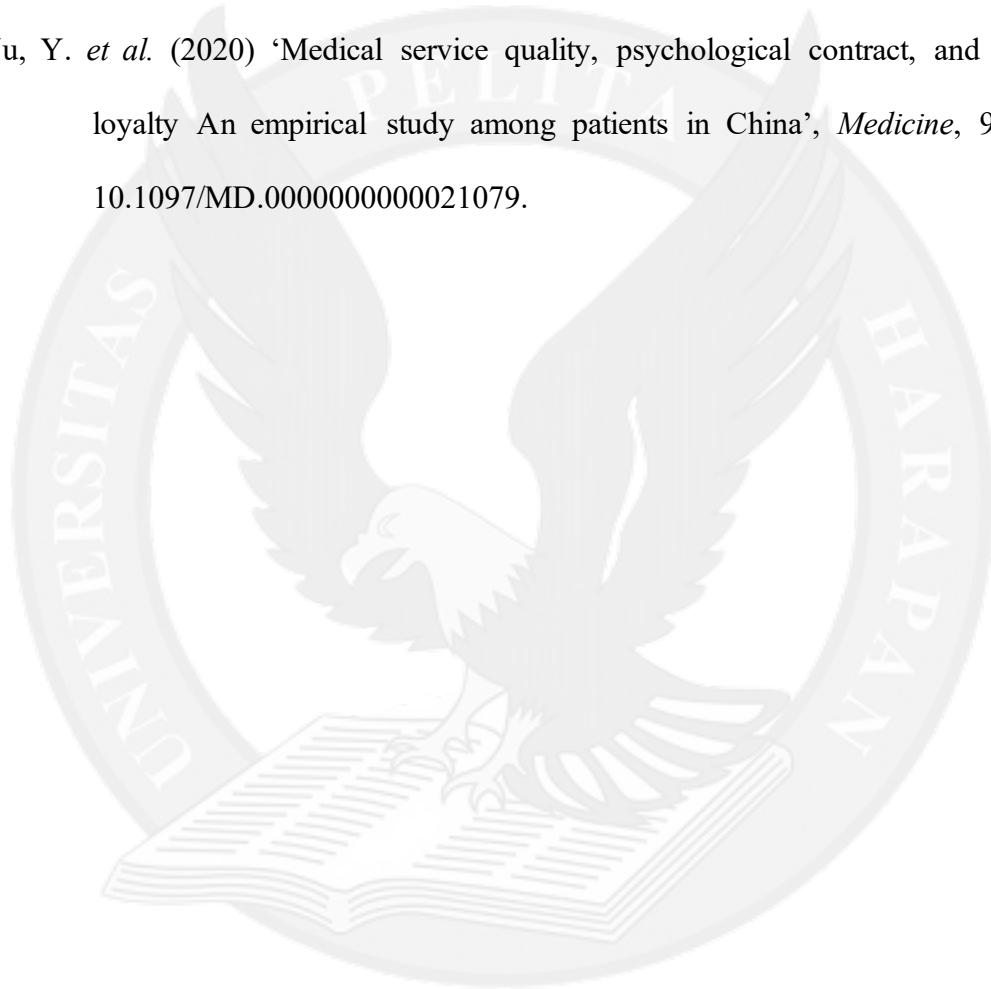 Y. et al. (2020) ‘Medical service quality, psychological contract, and
loyalty An empirical study among patients in China’, Medicine, 9
10.1097/MD.0000000000021079.
UNIVERSITAS
PELITA
HARAPAN